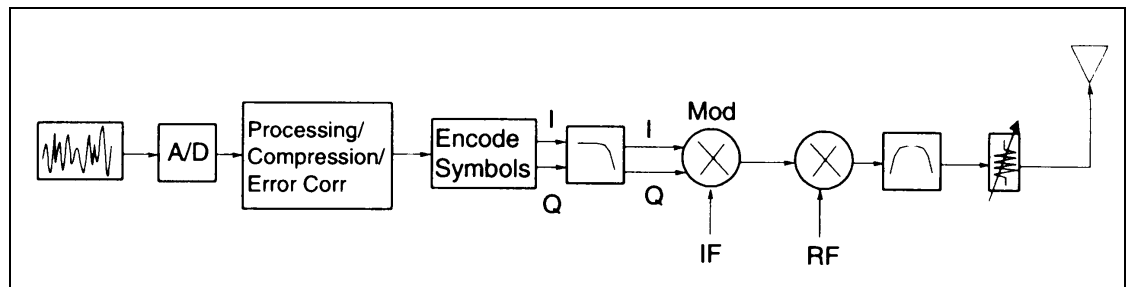 A/D
Processing/
Compression/
Error Corr
Encode
Symbols
I
Q
I
Q
Mod
IF
RF